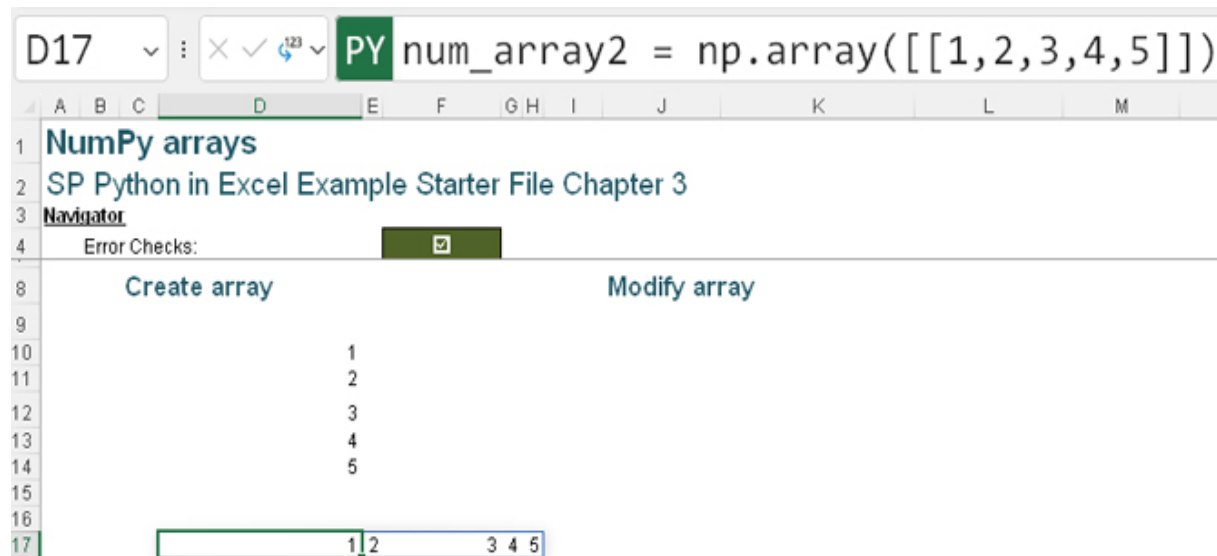 D17 123 PY num_array2 = np.array([[1,2,3,4,5]])
A B C D E F G H I J K L M
1 NumPy arrays
2 SP Python in Excel Example Starter File Chapter 3
3 Navigator
4 Error Checks:
8 Create array Modify array
9
10 1
11 2
12 3
13 4
14 5
15
16
17 1 2 3 4 5